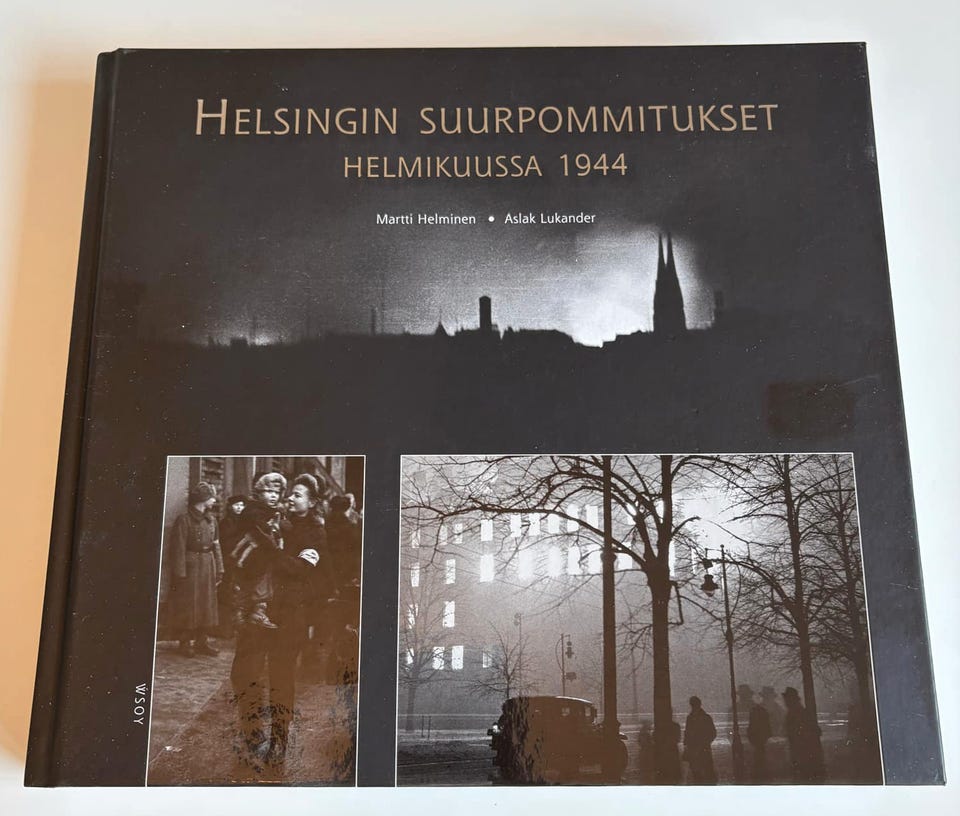 HELSINGIN SUURPOMMITUKSET
HELMIKUUSSA 1944
Martti Helminen • Aslak Lukander
WSOY